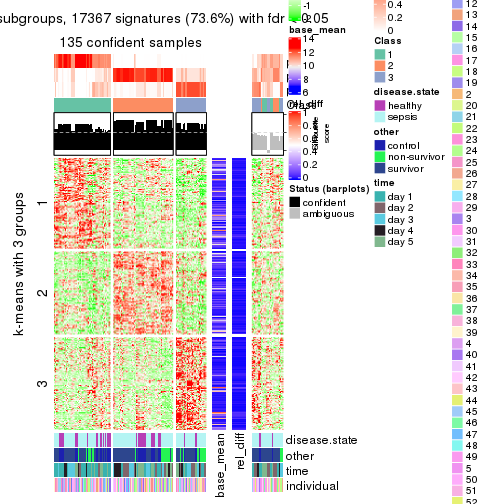 subgroups, 17367 signatures (73.6%) with fdr < 0.05
135 confident samples
k-means with 3 groups
1
2
3
base_mean
rel_diff
disease.state
other
time
individual
-1
-2
base_mean
14
12
10
8
6
rel_diff
1
0.8
0.6
0.4
0.2
0
silhouette
score
Status (barplots)
confident
ambiguous
0.4
0.2
0
Class
1
2
3
disease.state
healthy
sepsis
other
control
non-survivor
survivor
time
day 1
day 2
day 3
day 4
day 5
12
13
14
15
16
17
18
19
2
20
21
22
23
24
25
26
27
28
29
3
30
31
32
33
34
35
36
37
38
39
4
40
41
42
43
44
45
46
47
48
49
5
50
51
52